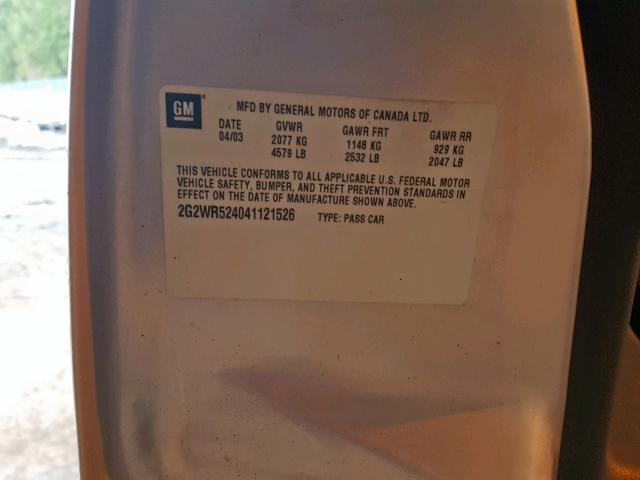 GM® MFD BY GENERAL MOTORS OF CANADA LTD.
DATE GVWR GAWR FRT GAWR RR
04/03 2077 KG 1148 KG 929 KG
4579 LB 2532 LB 2047 LB
THIS VEHICLE CONFORMS TO ALL APPLICABLE U.S. FEDERAL MOTOR
VEHICLE SAFETY, BUMPER, AND THEFT PREVENTION STANDARDS IN
EFFECT ON THE DATE OF MANUFACTURE SHOWN ABOVE.
2G2WR524041121526 TYPE: PASS CAR